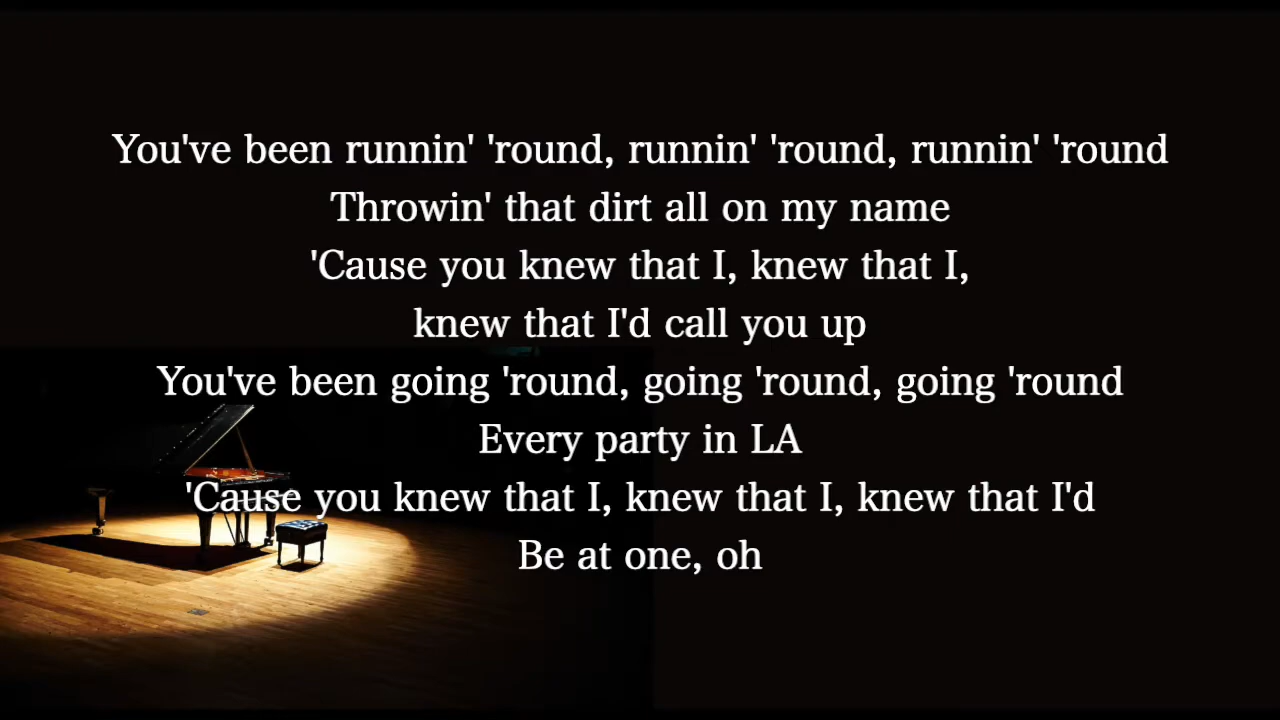 You've been runnin' 'round, runnin' 'round, runnin' 'round
Throwin' that dirt all on my name
'Cause you knew that I, knew that I,
knew that I'd call you up
You've been going 'round, going 'round, going 'round
Every party in LA
'Cause you knew that I, knew that I, knew that I'd
Be at one, oh